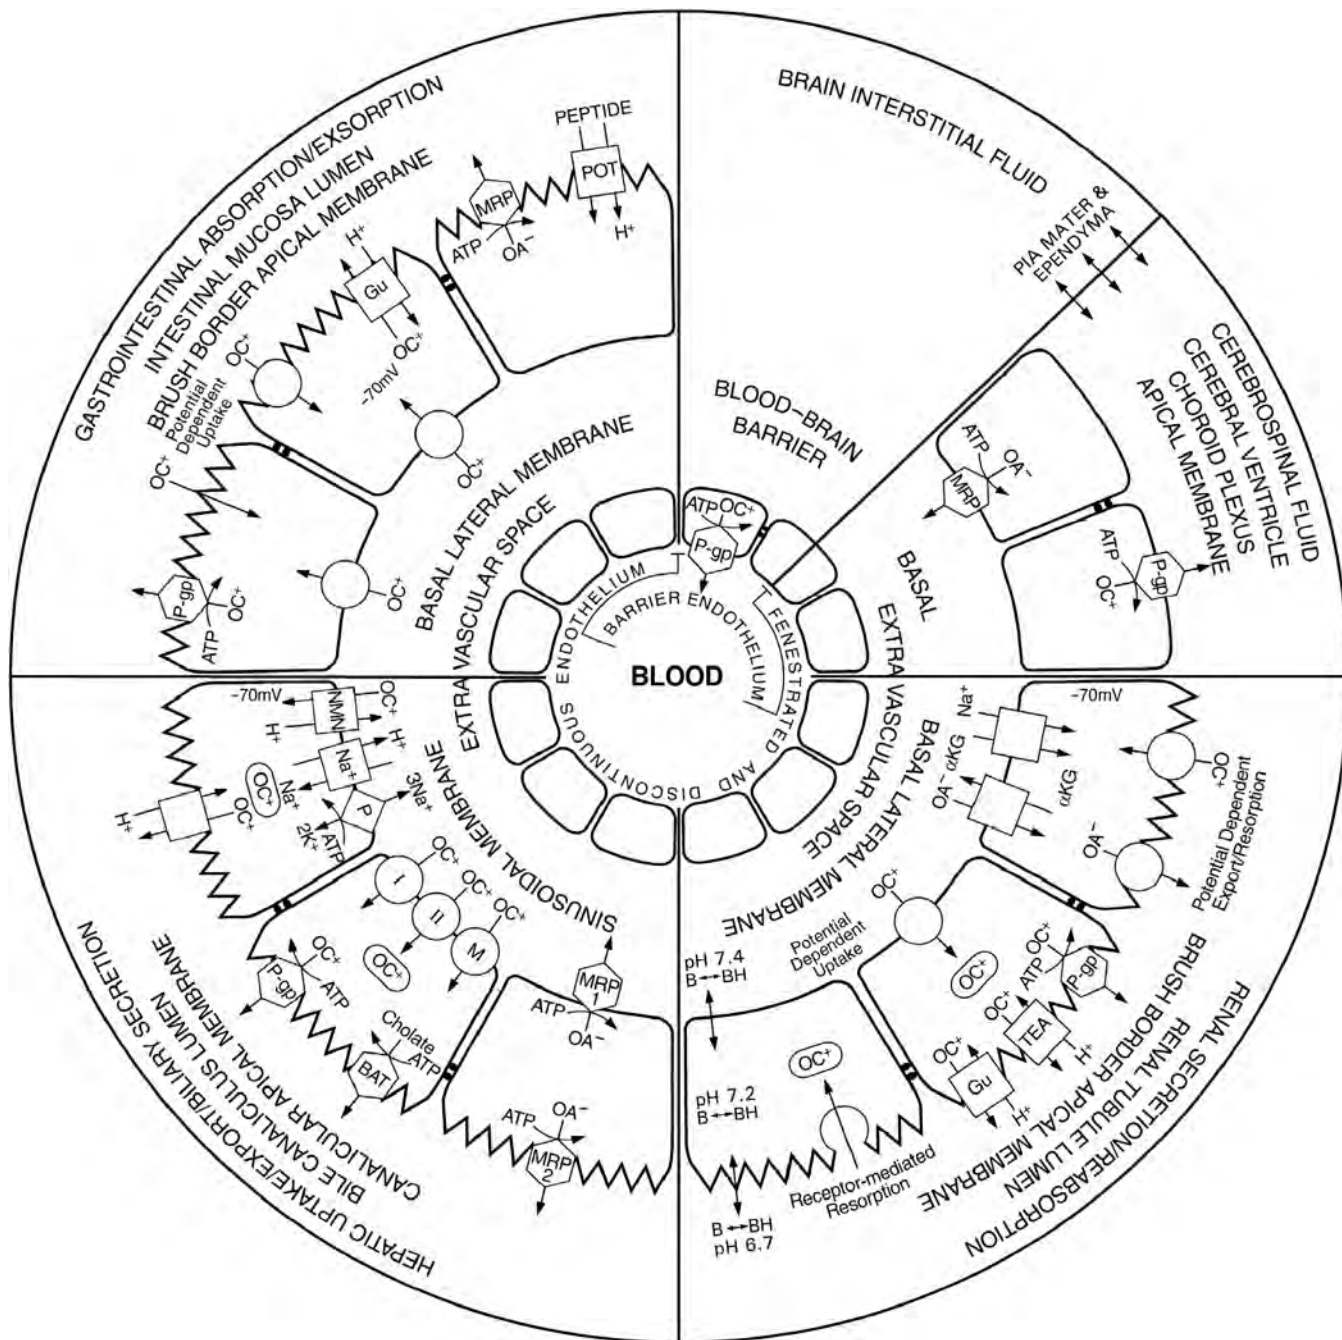 GASTROINTESTINAL ABSORPTION/EXSORPTION
INTESTINAL MUCOSA LUMEN
BRUSH BORDER APICAL MEMBRANE
PEPTIDE
POT
H+
MRP
ATP
OA−
H+
Gu
OC+
−70mV
OC+
Potential
Dependent
Uptake
OC+
OC+
P-gp
OC+
ATP
OC+
BASAL LATERAL MEMBRANE
EXTRA VASCULAR SPACE
BRAIN INTERSTITIAL FLUID
PIA MATER &
EPENDYMA
BLOOD–BRAIN
BARRIER
ATP
OC+
P-gp
CEREBROSPINAL FLUID
CEREBRAL VENTRICLE
CHOROID PLEXUS
APICAL MEMBRANE
ATP
OA−
MRP
ATP
OC+
P-gp
BASAL
EXTRA VASCULAR SPACE
BARRIER ENDOTHELIUM
FENESTRATED AND DISCONTINUOUS ENDOTHELIUM
BLOOD
−70mV
NMN
OC+
H+
H+
Na+
Na+
3Na+
P
2K+
ATP
OC+
OC+
H+
I
OC+
II
OC+
M
OC+
OC+
P-gp
OC+
ATP
Cholate
ATP
BAT
MRP
1
ATP
OA−
OA−
ATP
MRP
2
SINUSOIDAL MEMBRANE
CANALICULAR APICAL MEMBRANE
BILE CANALICULUS LUMEN
HEPATIC UPTAKE/EXPORT/BILIARY SECRETION
−70mV
Na+
αKG
OA−
αKG
OC+
OA−
Potential Dependent
Export/Resorption
BASAL LATERAL MEMBRANE
EXTRA VASCULAR SPACE
Potential
Dependent
Uptake
OC+
OC+
OC+
ATP
P-gp
OC+
TEA
H+
OC+
Gu
H+
pH 7.4
B↔BH
OC+
pH 7.2
B↔BH
Receptor-mediated
Resorption
B↔BH
pH 6.7
BRUSH BORDER APICAL MEMBRANE
RENAL TUBULE LUMEN
RENAL SECRETION/REABSORPTION